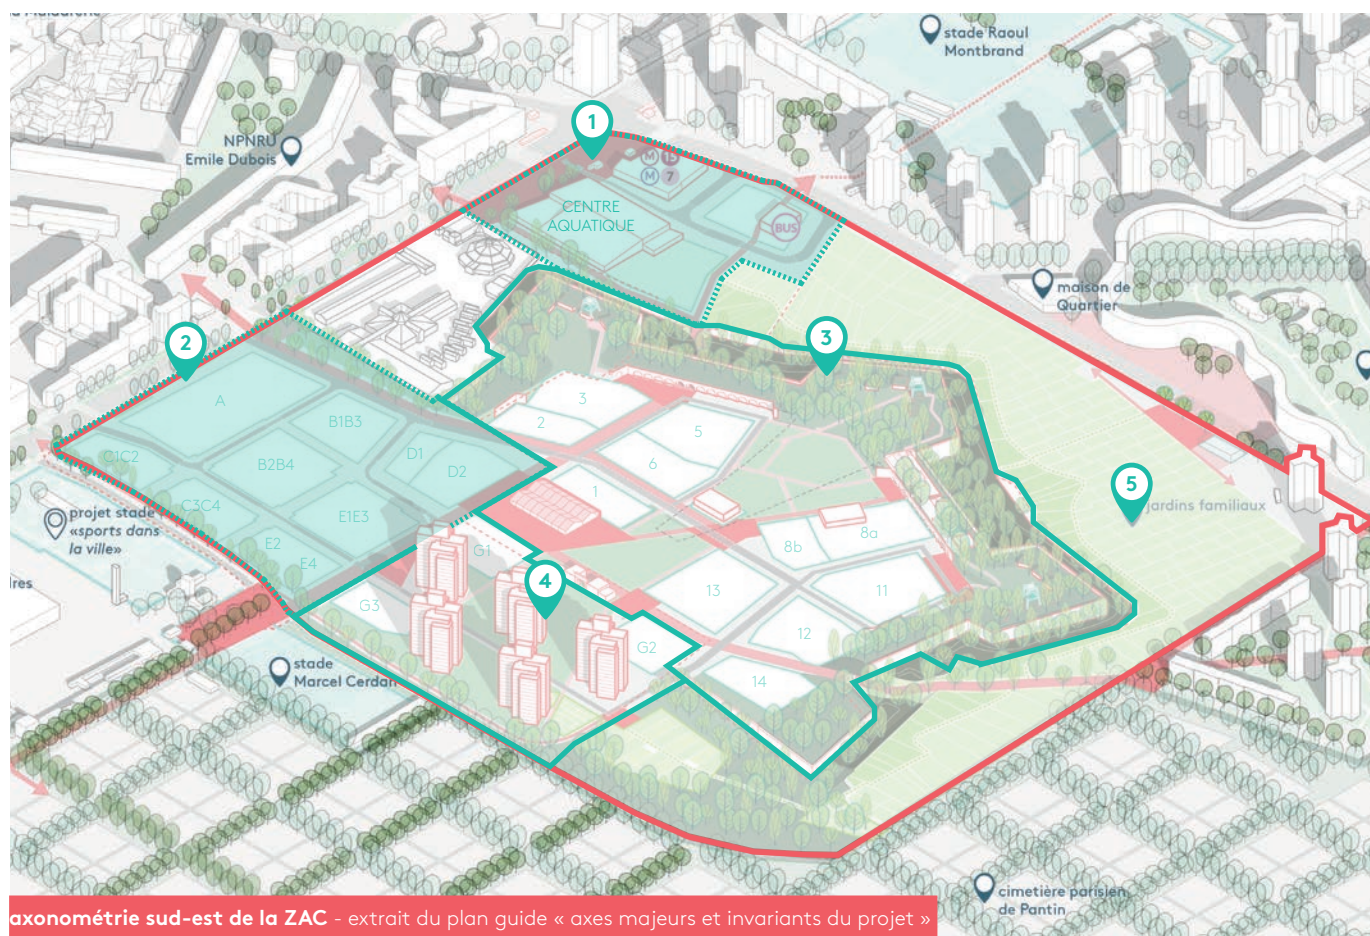 stade Raoul
Montbrand
NPNRU
Emile Dubois
1
M 15
M 7
CENTRE
AQUATIQUE
BUS
maison de
Quartier
2
3
A
B1B3
3
2
5
C1C2
B2B4
D1
D2
6
1
5
jardins familiaux
C3C4
E1E3
projet stade
«sports dans
la ville»
E2
E4
G1
8b
8a
4
G3
13
11
12
G2
14
stade
Marcel Cerdan
cimetière parisien
de Pantin
axonométrie sud-est de la ZAC - extrait du plan guide « axes majeurs et invariants du projet »